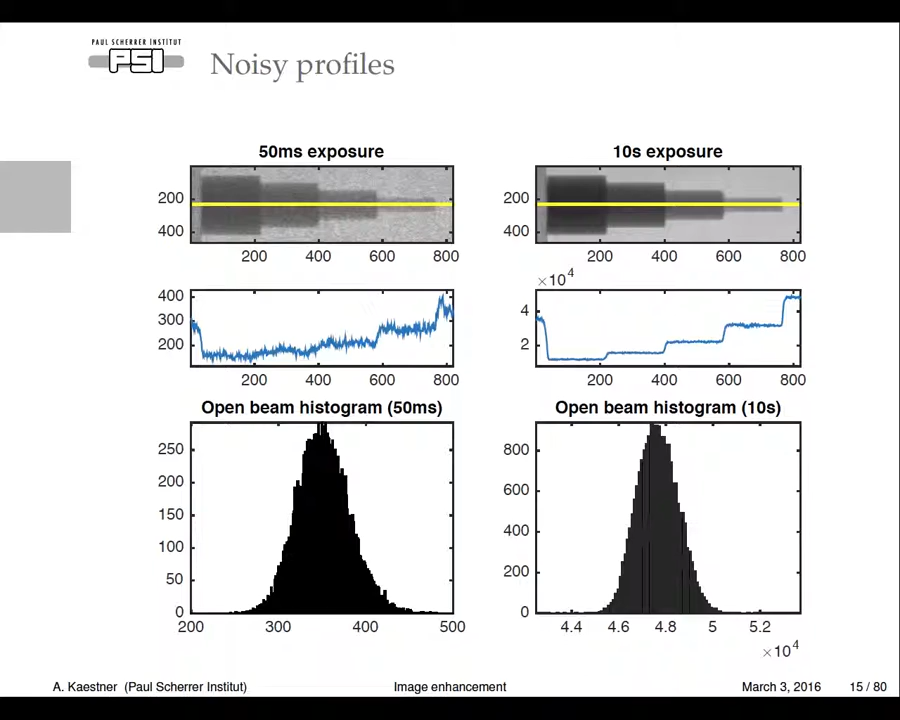 PAUL SCHERRER INSTITUT
PSI
Noisy profiles
50ms exposure
200
400
200 400 600 800
10s exposure
200
400
200 400 600 800
400
300
200
200 400 600 800
×10^4
4
2
200 400 600 800
Open beam histogram (50ms)
250
200
150
100
50
0
200 300 400 500
Open beam histogram (10s)
800
600
400
200
0
4.4 4.6 4.8 5 5.2
×10^4
A. Kaestner (Paul Scherrer Institut) Image enhancement March 3, 2016 15 / 80